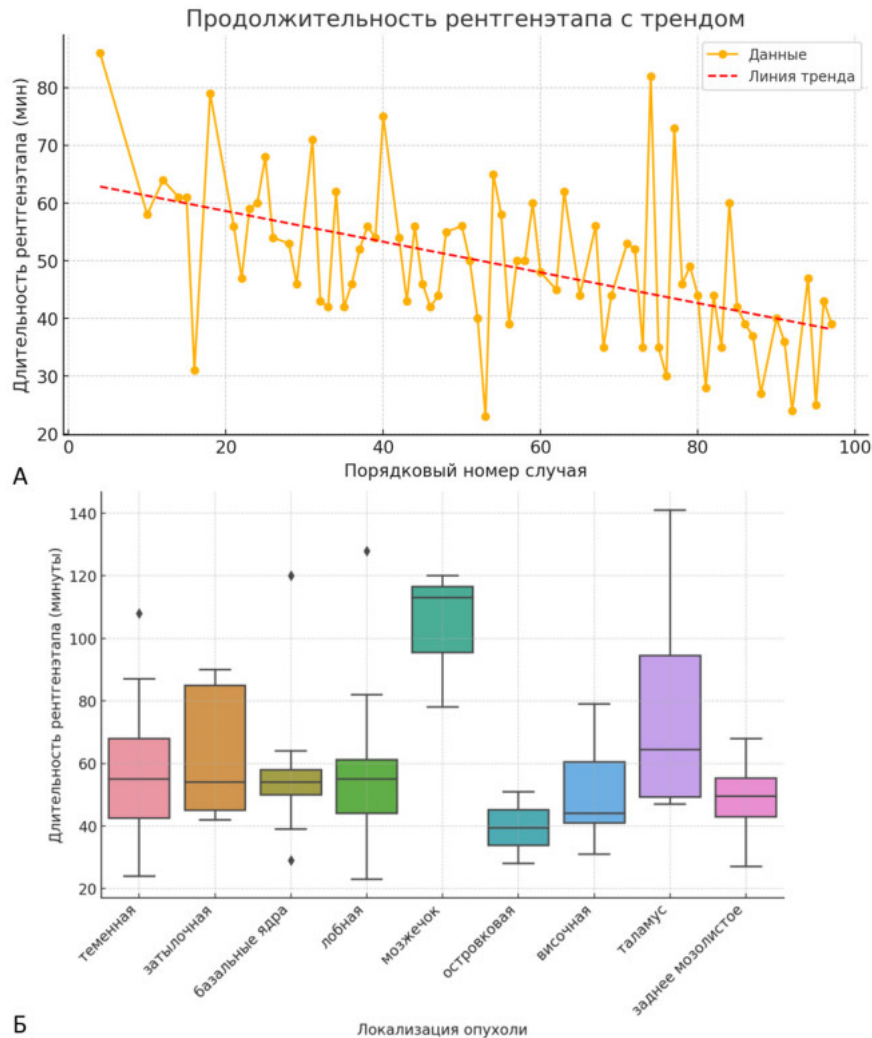 Продолжительность рентгенэтапа с трендом
Данные
Линия тренда
Длительность рентгенэтапа (мин)
80
70
60
50
40
30
20
0 20 40 60 80 100
Порядковый номер случая
А
Длительность рентгенэтапа (минуты)
140
120
100
80
60
40
20
теменная
затылочная
базальные ядра
лобная
мозжечок
островковая
височная
таламус
заднее мозолистое
Б
Локализация опухоли